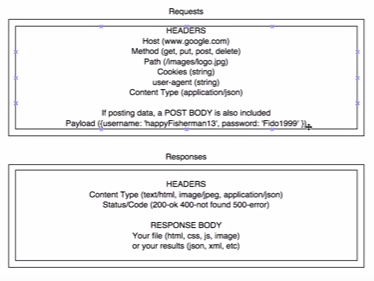 Requests
HEADERS
Host (www.google.com)
Method (get, put, post, delete)
Path (/images/logo.jpg)
Cookies (string)
user-agent (string)
Content Type (application/json)
If posting data, a POST BODY is also included
Payload ({username: 'happyFisherman13', password: 'Fido1999' })
Responses
HEADERS
Content Type (text/html, image/jpeg, application/json)
Status/Code (200-ok 400-not found 500-error)
RESPONSE BODY
Your file (html, css, js, image)
or your results (json, xml, etc)